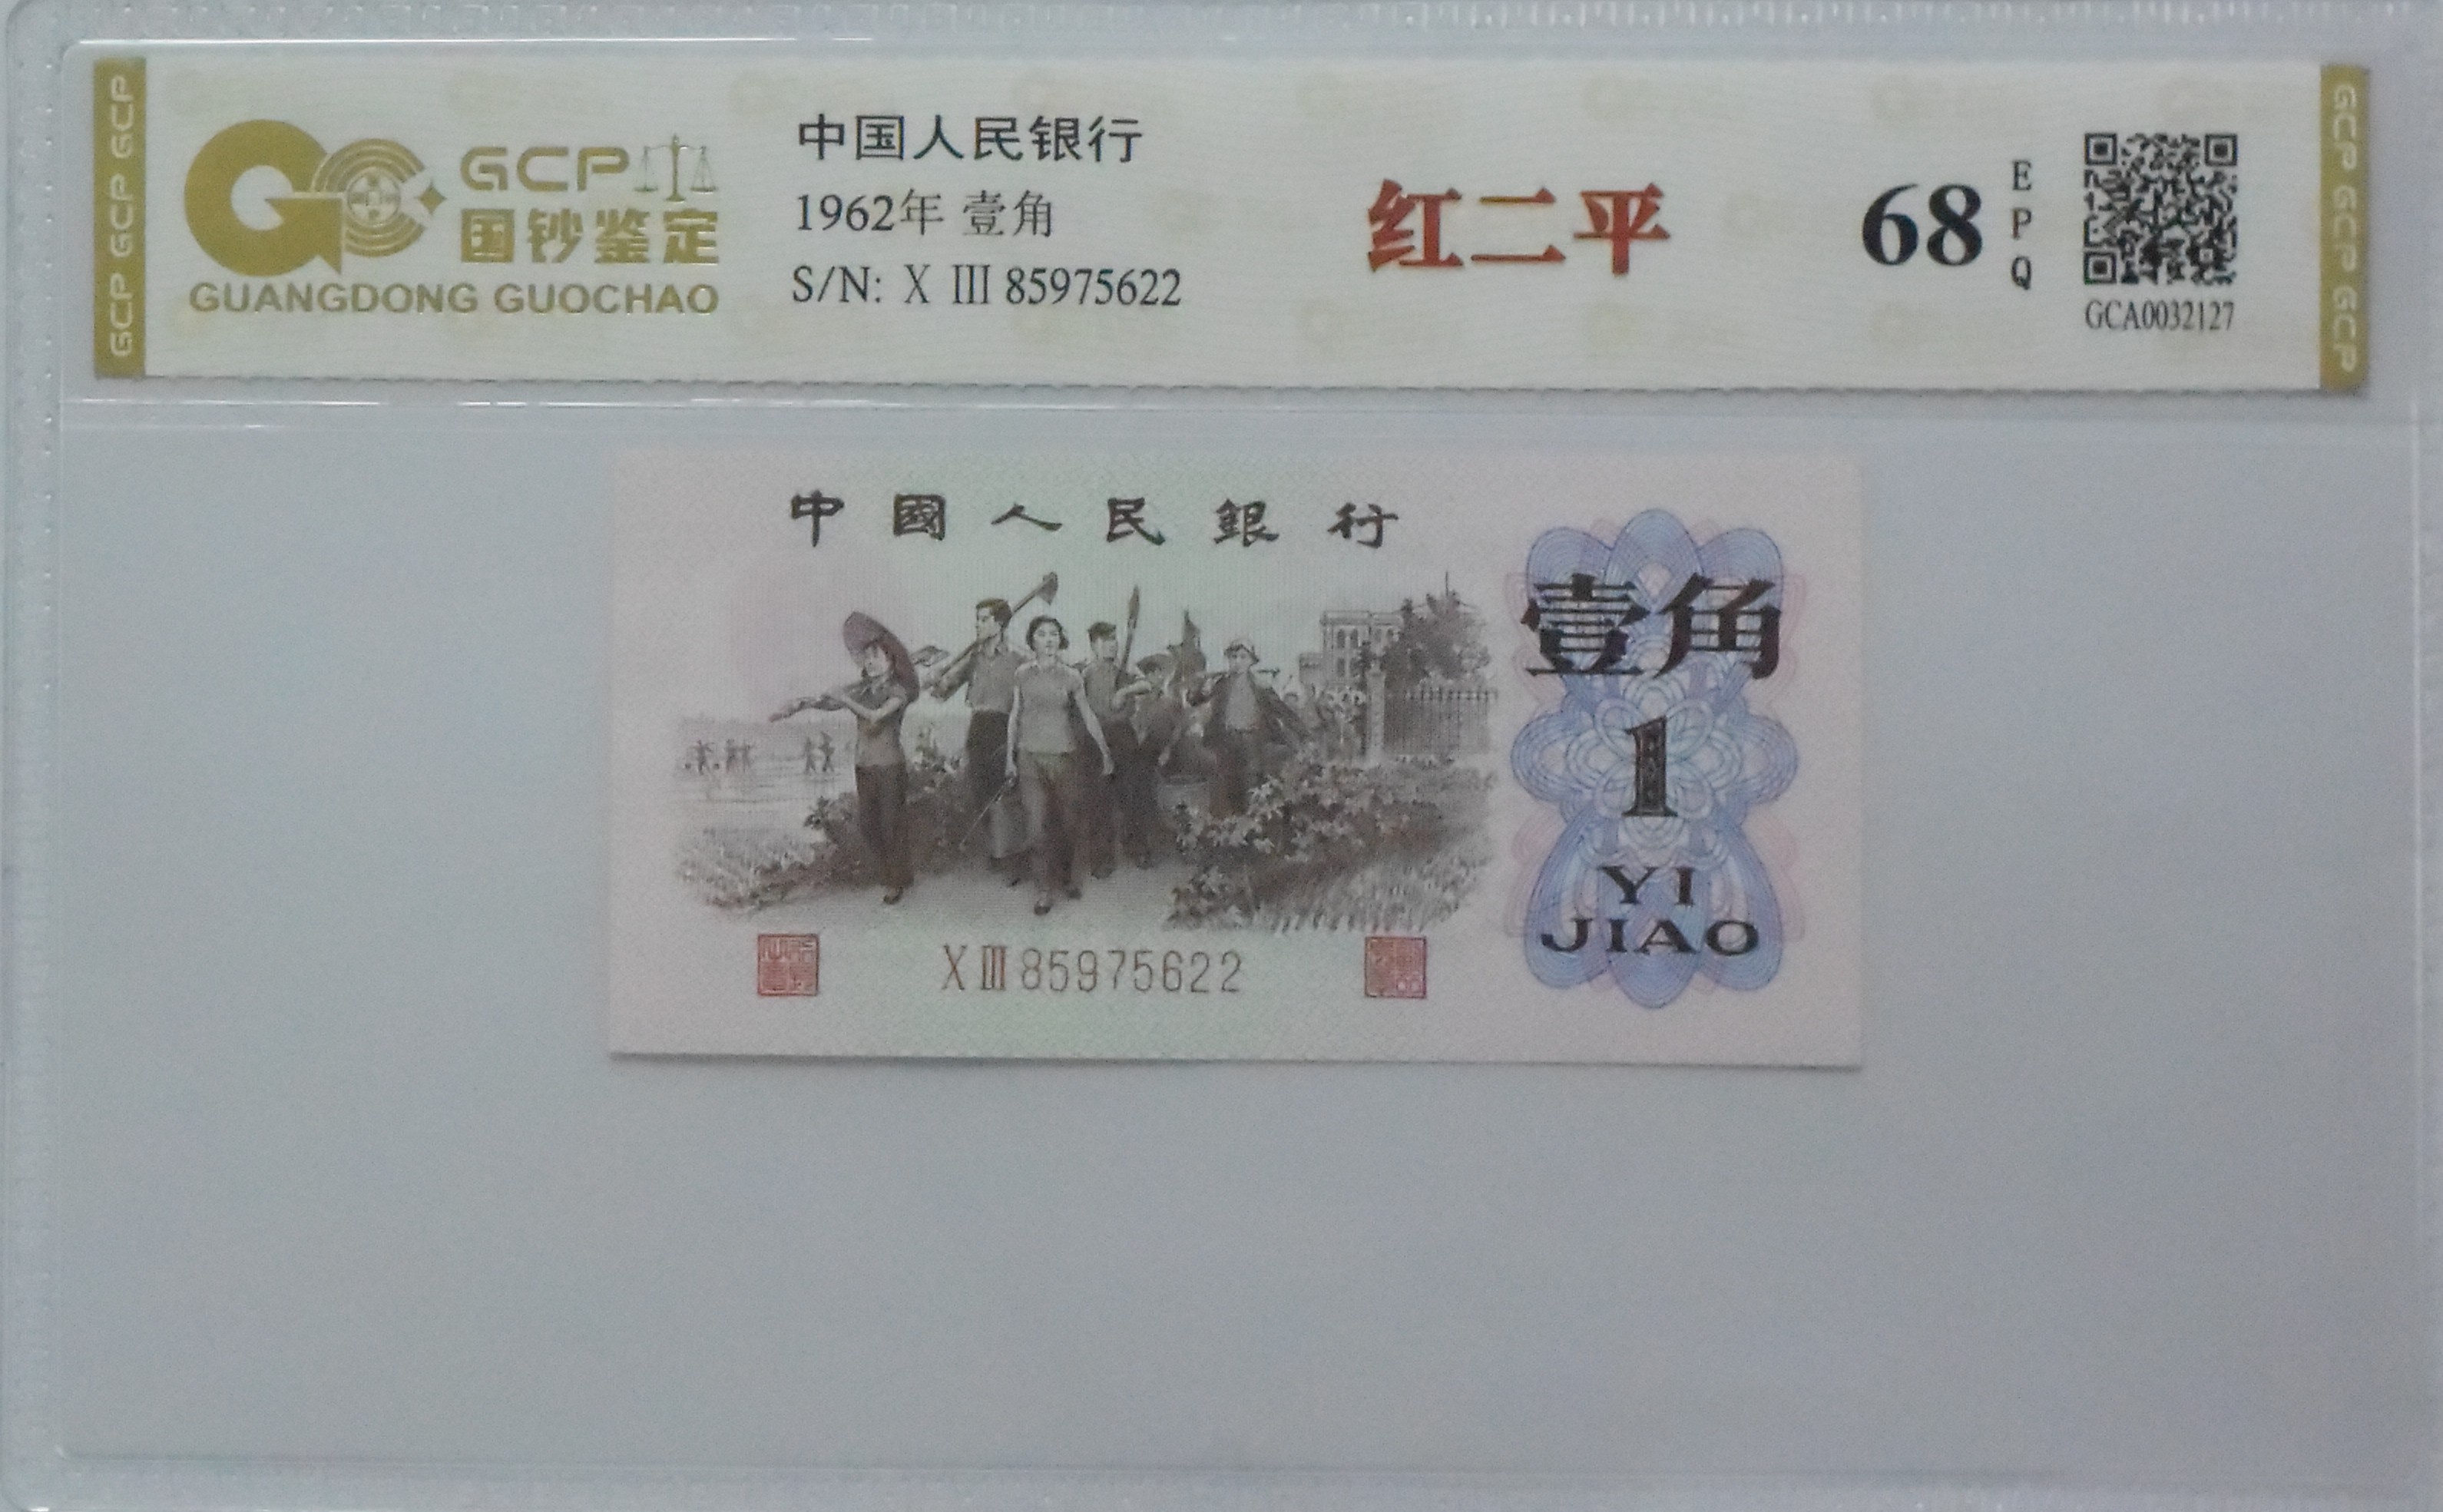 GCP GCP GCP
GCP
国钞鉴定
GUANGDONG GUOCHAO
中国人民银行
1962年 壹角
S/N: X III 85975622
红二平
68
E
P
Q
GCA0032127
GCP GCP GCP
中國人民銀行
壹角
1
YI
JIAO
X III 85975622